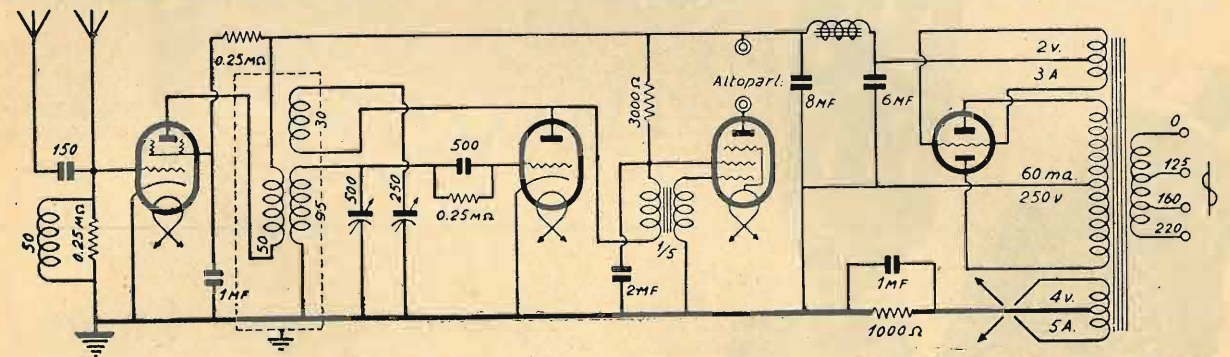 150
50
0.25MΩ
0.25MΩ
1MF
50
30
95
500
250
500
0.25MΩ
3000Ω
2MF
1/5
Altoparl:
8MF
6MF
1MF
1000Ω
2v.
3A
60 ma.
250v
4v.
5A.
0
125
160
220